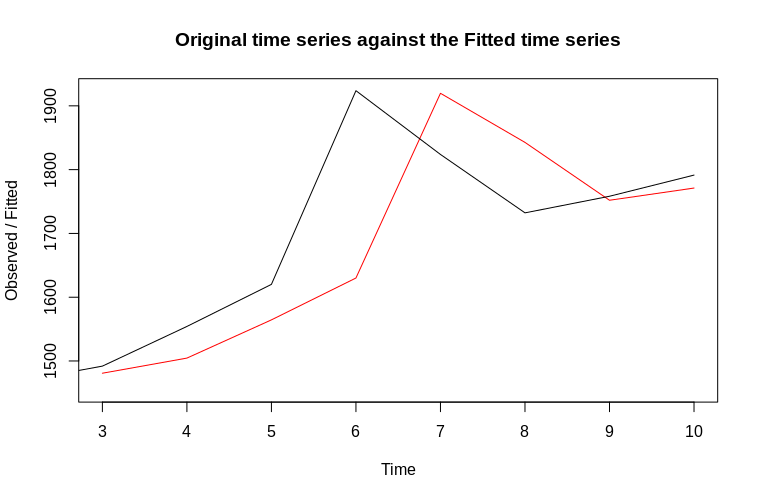 Original time series against the Fitted time series
Observed / Fitted
1900
1800
1700
1600
1500
3 4 5 6 7 8 9 10
Time